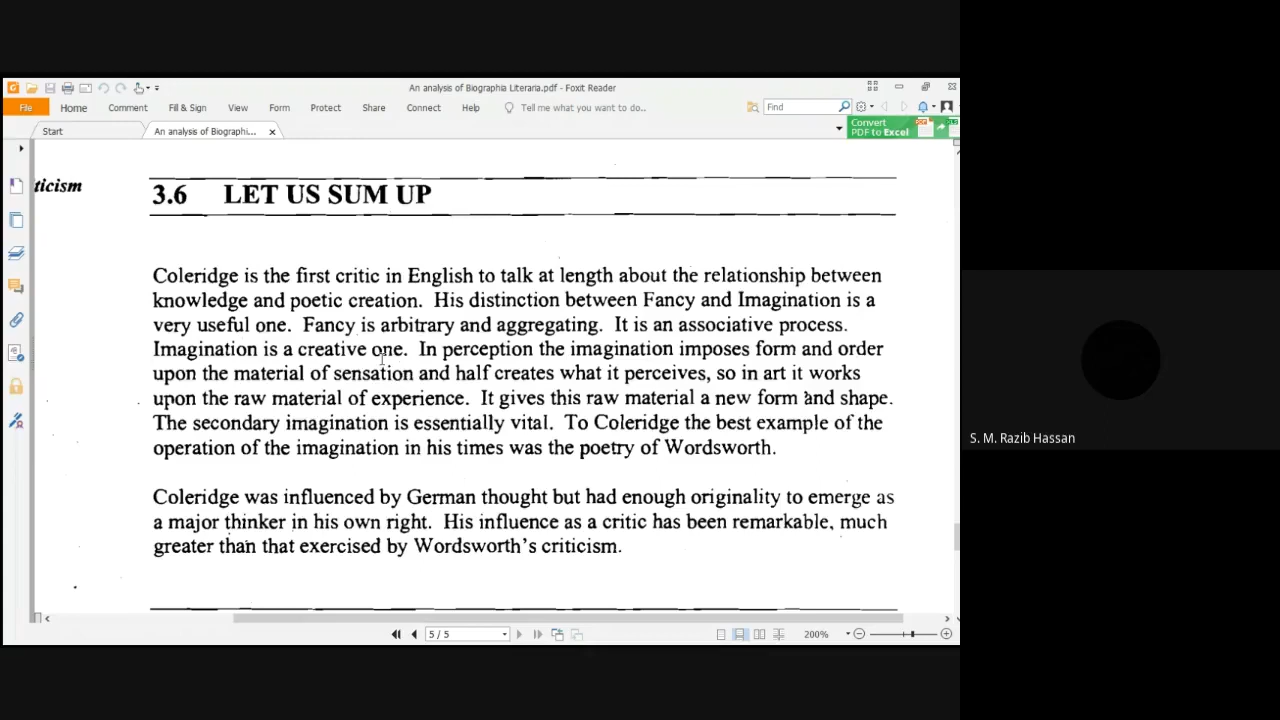 An analysis of Biographia Literaria.pdf - Foxit Reader
File Home Comment Fill & Sign View Form Protect Share Connect Help Tell me what you want to do... Find
Start An analysis of Biographi...
Convert
PDF to Excel
ticism
3.6 LET US SUM UP
Coleridge is the first critic in English to talk at length about the relationship between
knowledge and poetic creation. His distinction between Fancy and Imagination is a
very useful one. Fancy is arbitrary and aggregating. It is an associative process.
Imagination is a creative one. In perception the imagination imposes form and order
upon the material of sensation and half creates what it perceives, so in art it works
upon the raw material of experience. It gives this raw material a new form and shape.
The secondary imagination is essentially vital. To Coleridge the best example of the
operation of the imagination in his times was the poetry of Wordsworth.
Coleridge was influenced by German thought but had enough originality to emerge as
a major thinker in his own right. His influence as a critic has been remarkable, much
greater than that exercised by Wordsworth's criticism.
5 / 5
200%
S. M. Razib Hassan